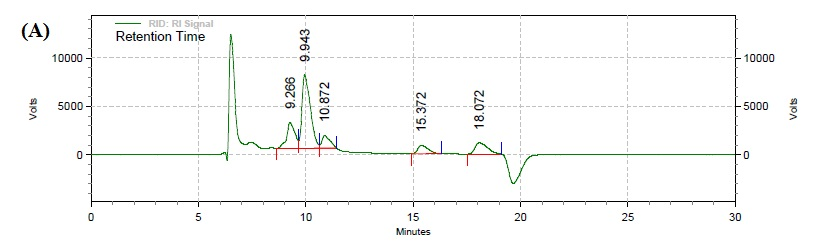 (A)
RID: RI Signal
Retention Time
9.266
9.943
10.872
15.372
18.072
10000
5000
0
Volts
10000
5000
0
Volts
0 5 10 15 20 25 30
Minutes